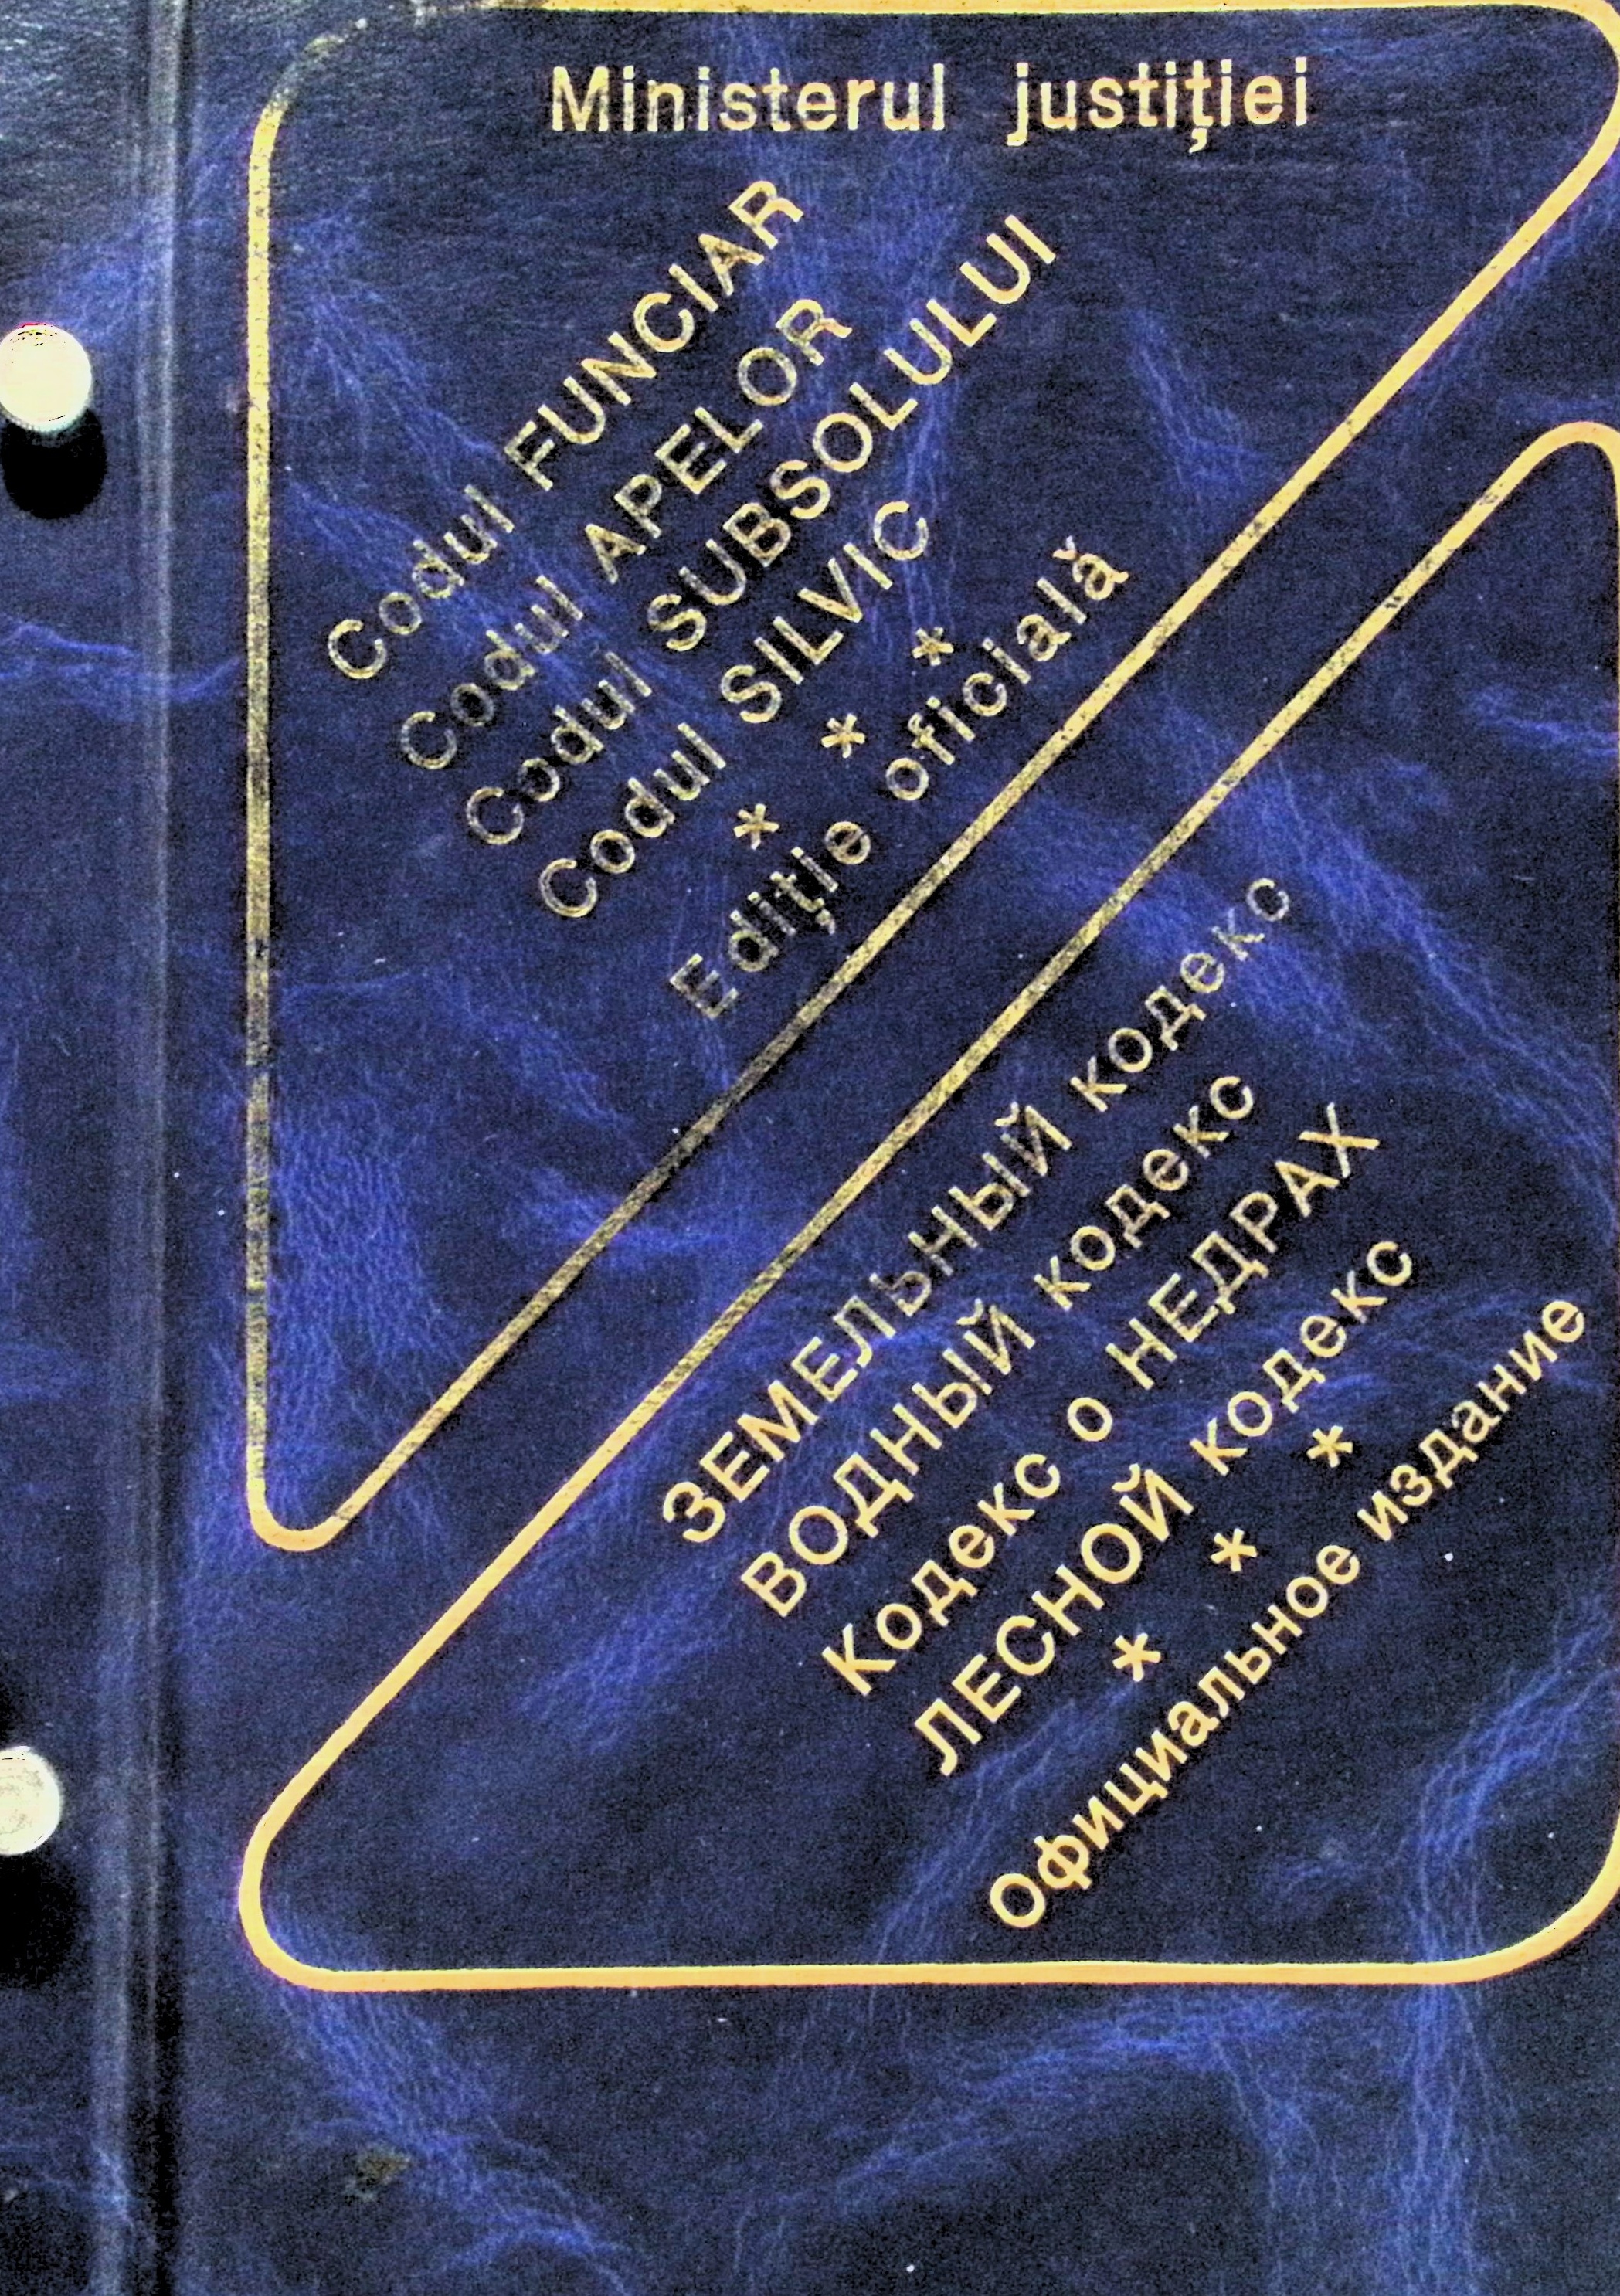 Ministerul justiţiei
Codul FUNCIAR
Codul APELOR
Codul SUBSOLULUI
Codul SILVIC
* * *
Ediţie oficială
ЗЕМЕЛЬНЫЙ кодекс
ВОДНЫЙ кодекс
Кодекс о НЕДРАХ
ЛЕСНОЙ кодекс
* * *
Официальное издание